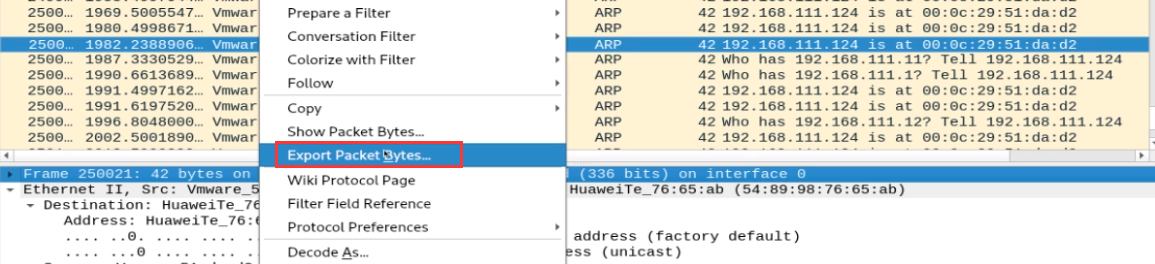 2500… 1969.5005547… Vmwar Prepare a Filter ARP 42 192.168.111.124 is at 00:0c:29:51:da:d2
2500… 1980.4998671… Vmwar Conversation Filter ARP 42 192.168.111.124 is at 00:0c:29:51:da:d2
2500… 1982.2388906… Vmwar ARP 42 192.168.111.124 is at 00:0c:29:51:da:d2
2500… 1987.3330529… Vmwar Colorize with Filter ARP 42 Who has 192.168.111.11? Tell 192.168.111.124
2500… 1990.6613689… Vmwar ARP 42 Who has 192.168.111.1? Tell 192.168.111.124
2500… 1991.4997162… Vmwar Follow ARP 42 192.168.111.124 is at 00:0c:29:51:da:d2
2500… 1991.6197520… Vmwar Copy ARP 42 192.168.111.124 is at 00:0c:29:51:da:d2
2500… 1996.8048000… Vmwar ARP 42 Who has 192.168.111.12? Tell 192.168.111.124
2500… 2002.5001890… Vmwar Show Packet Bytes… ARP 42 192.168.111.124 is at 00:0c:29:51:da:d2
Export Packet Bytes…
Frame 250021: 42 bytes on Wiki Protocol Page (336 bits) on interface 0
Ethernet II, Src: Vmware_5 HuaweiTe_76:65:ab (54:89:98:76:65:ab)
Destination: HuaweiTe_76 Filter Field Reference
Address: HuaweiTe_76:6 Protocol Preferences
.... ..0. .... .... .. address (factory default)
.... ...0 .... .... .. Decode As… ess (unicast)